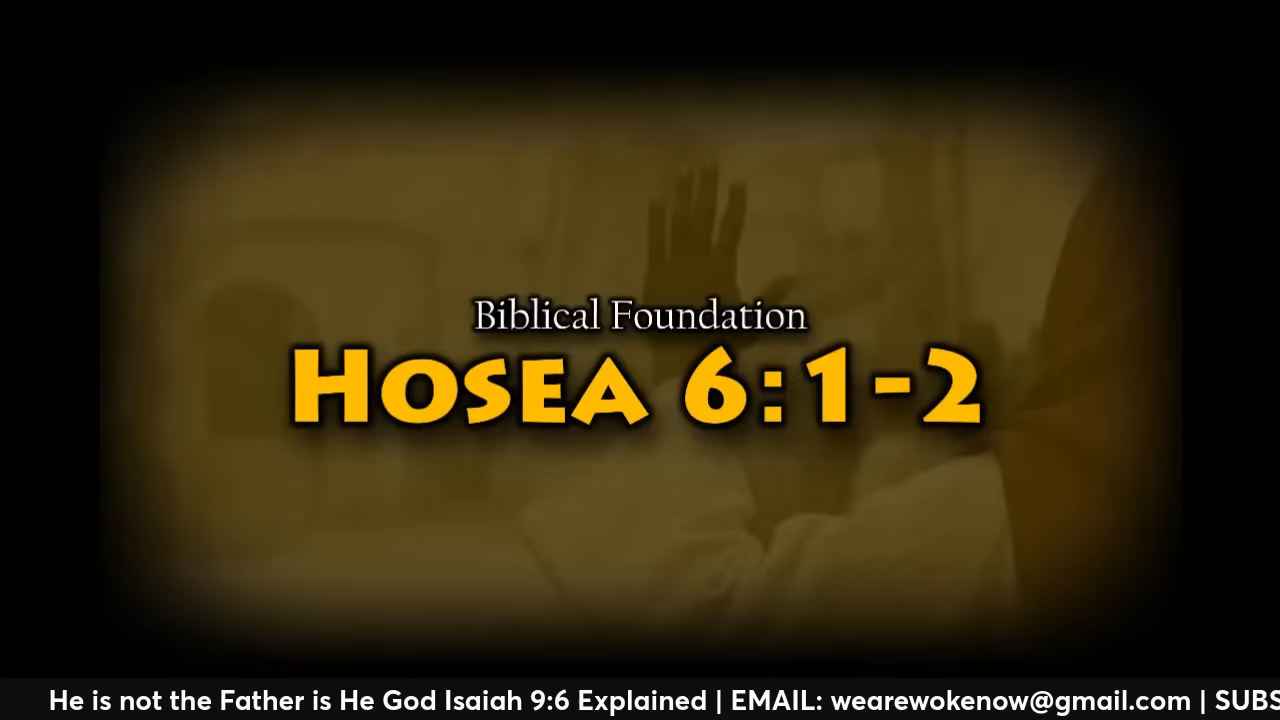 Biblical Foundation
HOSEA 6:1-2
He is not the Father is He God Isaiah 9:6 Explained | EMAIL: wearewokenow@gmail.com | SUBS